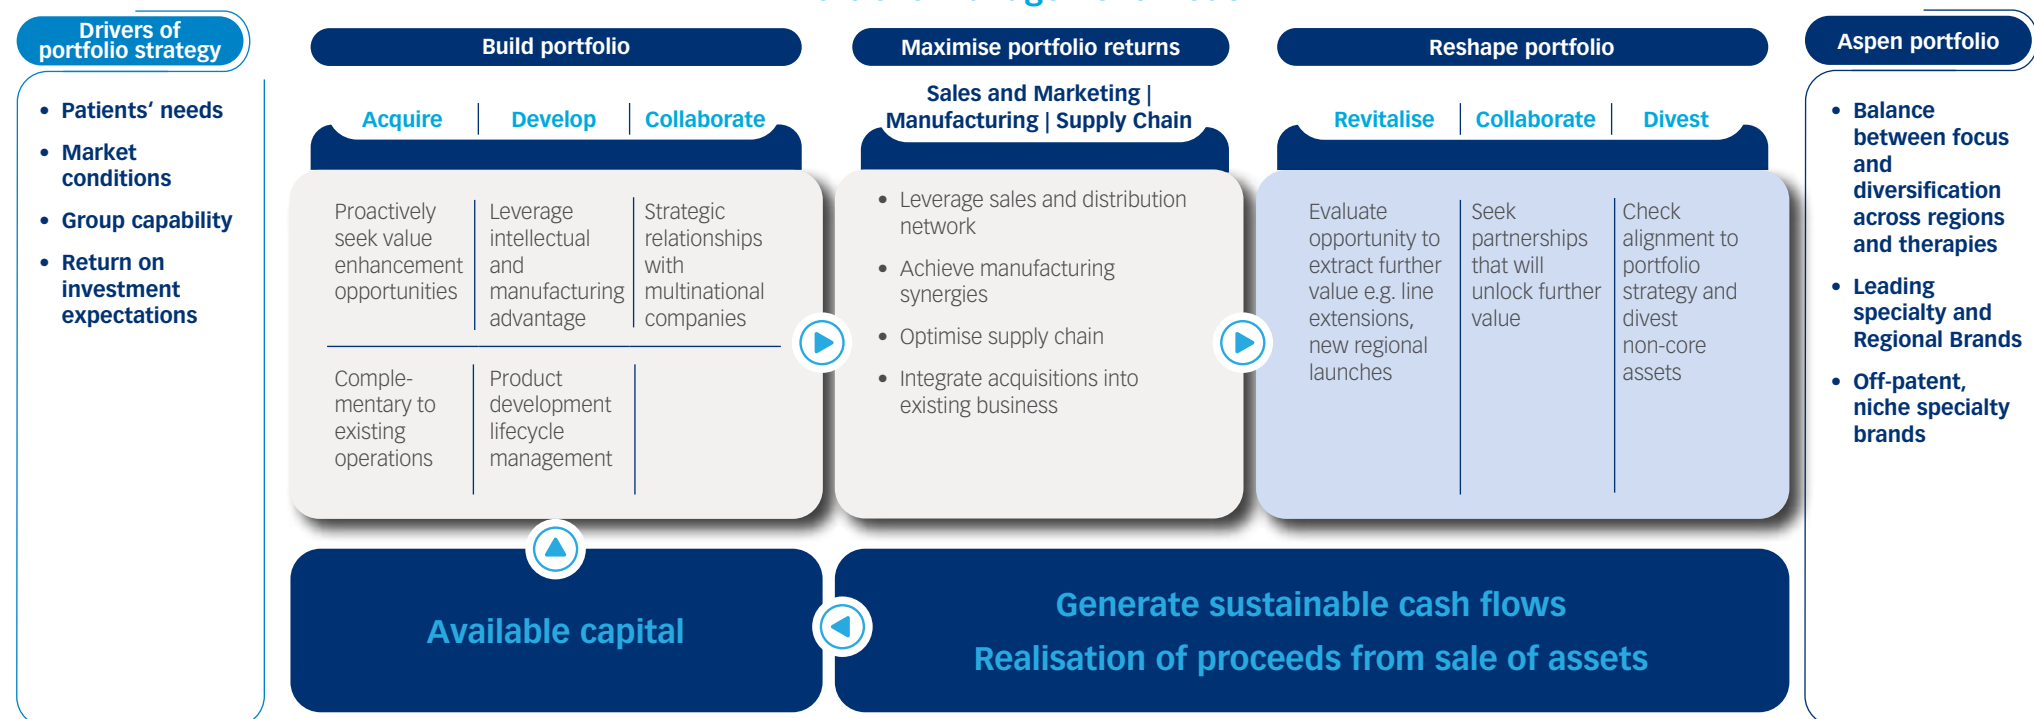 Drivers of
portfolio strategy
• Patients‘ needs
• Market
conditions
• Group capability
• Return on
investment
expectations
Build portfolio
Acquire
Develop
Collaborate
Proactively
seek value
enhancement
opportunities
Leverage
intellectual
and
manufacturing
advantage
Strategic
relationships
with
multinational
companies
Comple-
mentary to
existing
operations
Product
development
lifecycle
management
Maximise portfolio returns
Sales and Marketing |
Manufacturing | Supply Chain
• Leverage sales and distribution
network
• Achieve manufacturing
synergies
• Optimise supply chain
• Integrate acquisitions into
existing business
Reshape portfolio
Revitalise
Collaborate
Divest
Evaluate
opportunity to
extract further
value e.g. line
extensions,
new regional
launches
Seek
partnerships
that will
unlock further
value
Check
alignment to
portfolio
strategy and
divest
non-core
assets
Available capital
Generate sustainable cash flows
Realisation of proceeds from sale of assets
Aspen portfolio
• Balance
between focus
and
diversification
across regions
and therapies
• Leading
specialty and
Regional Brands
• Off-patent,
niche specialty
brands